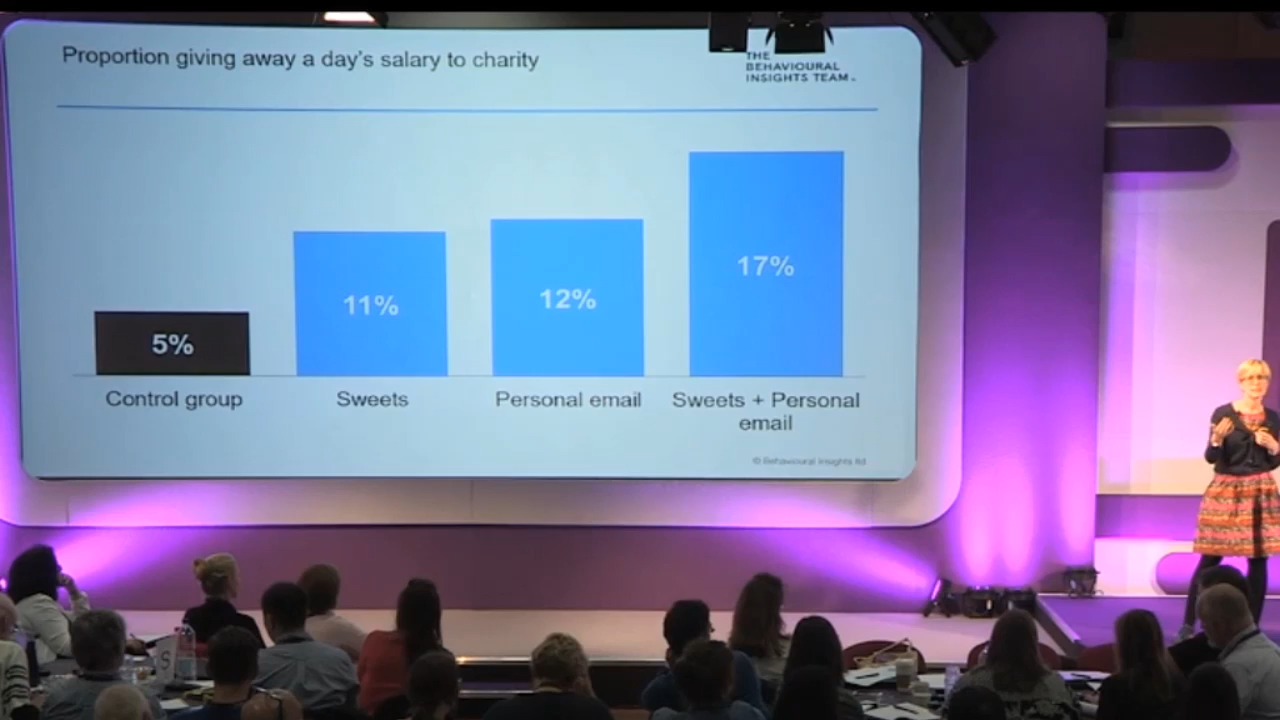 Proportion giving away a day's salary to charity
THE
BEHAVIOURAL
INSIGHTS TEAM
5%
11%
12%
17%
Control group
Sweets
Personal email
Sweets + Personal
email
© Behavioural Insights ltd
S